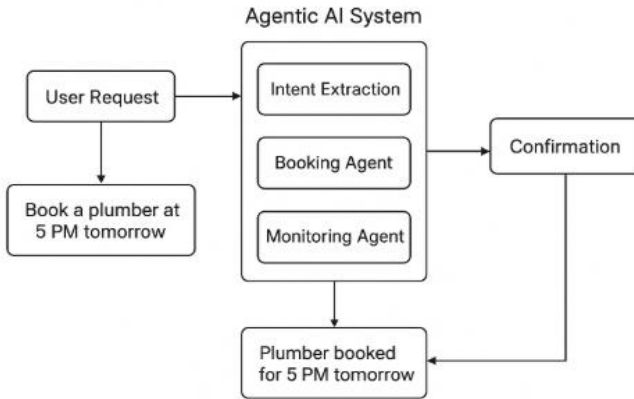 Agentic AI System
User Request
Intent Extraction
Booking Agent
Confirmation
Book a plumber at
5 PM tomorrow
Monitoring Agent
Plumber booked
for 5 PM tomorrow